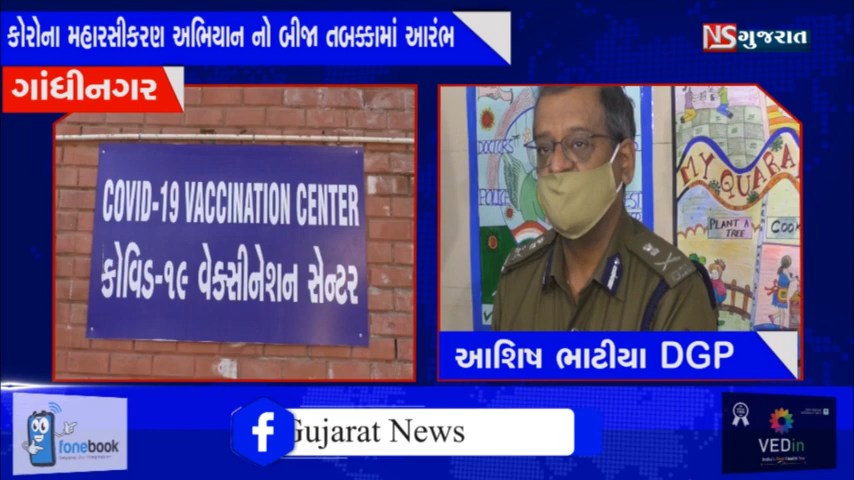 કોરોના મહારસીકરણ અભિયાન નો બીજા તબક્કામાં આરંભ
NS ગુજરાત
ગાંધીનગર
COVID-19 VACCINATION CENTER
કોવિડ-૧૯ વેક્સીનેશન સેન્ટર
DOCTORS
POLICE
MY QUARA
PLANT A TREE
COOK
આશિષ ભાટીયા DGP
fonebook
f Gujarat News
VEDin